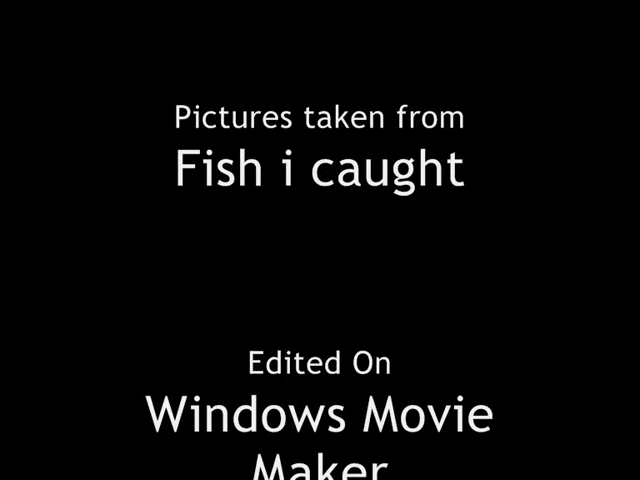 Pictures taken from
Fish i caught
Edited On
Windows Movie
Maker